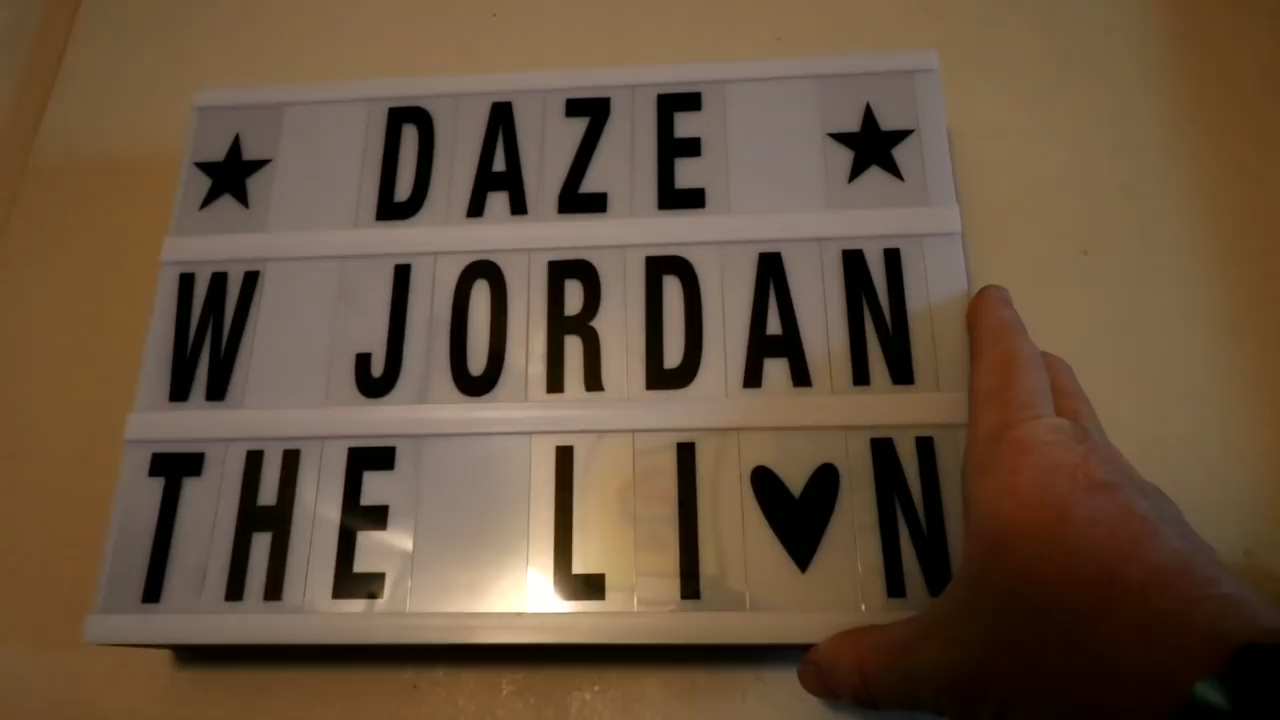 ★ DAZE ★
W JORDAN
THE LI♥N